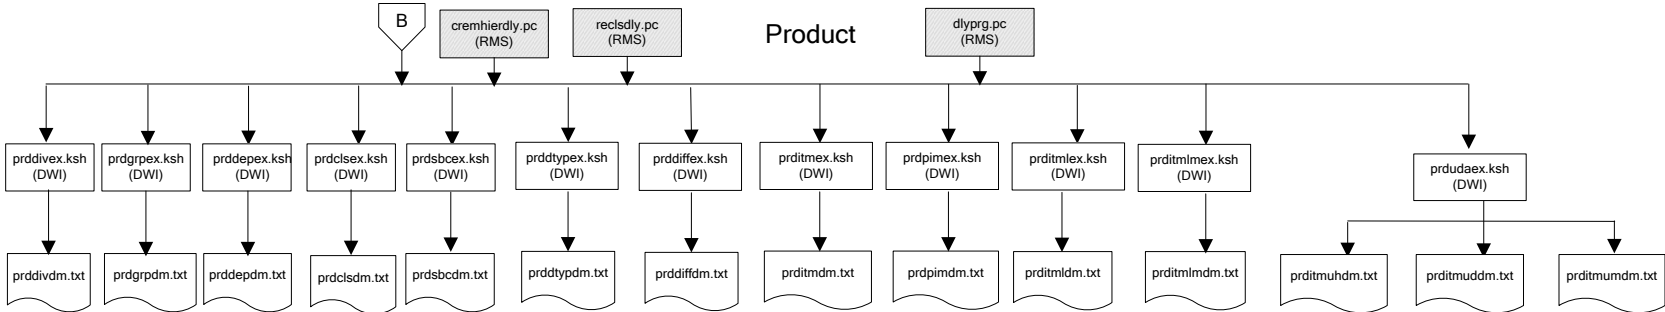 B
cremhierdly.pc
(RMS)
reclsdly.pc
(RMS)
Product
dlyprg.pc
(RMS)
prddivex.ksh
(DWI)
prdgrpex.ksh
(DWI)
prddepex.ksh
(DWI)
prdclsex.ksh
(DWI)
prdsbcex.ksh
(DWI)
prddtypex.ksh
(DWI)
prddiffex.ksh
(DWI)
prditmex.ksh
(DWI)
prdpimex.ksh
(DWI)
prditmlex.ksh
(DWI)
prditmlmex.ksh
(DWI)
prdudaex.ksh
(DWI)
prddivdm.txt
prdgrpdm.txt
prddepdm.txt
prdclsdm.txt
prdsbcdm.txt
prddtypdm.txt
prddiffdm.txt
prditmdm.txt
prdpimdm.txt
prditmldm.txt
prditmlmdm.txt
prditmuhdm.txt
prditmuddm.txt
prditmumdm.txt